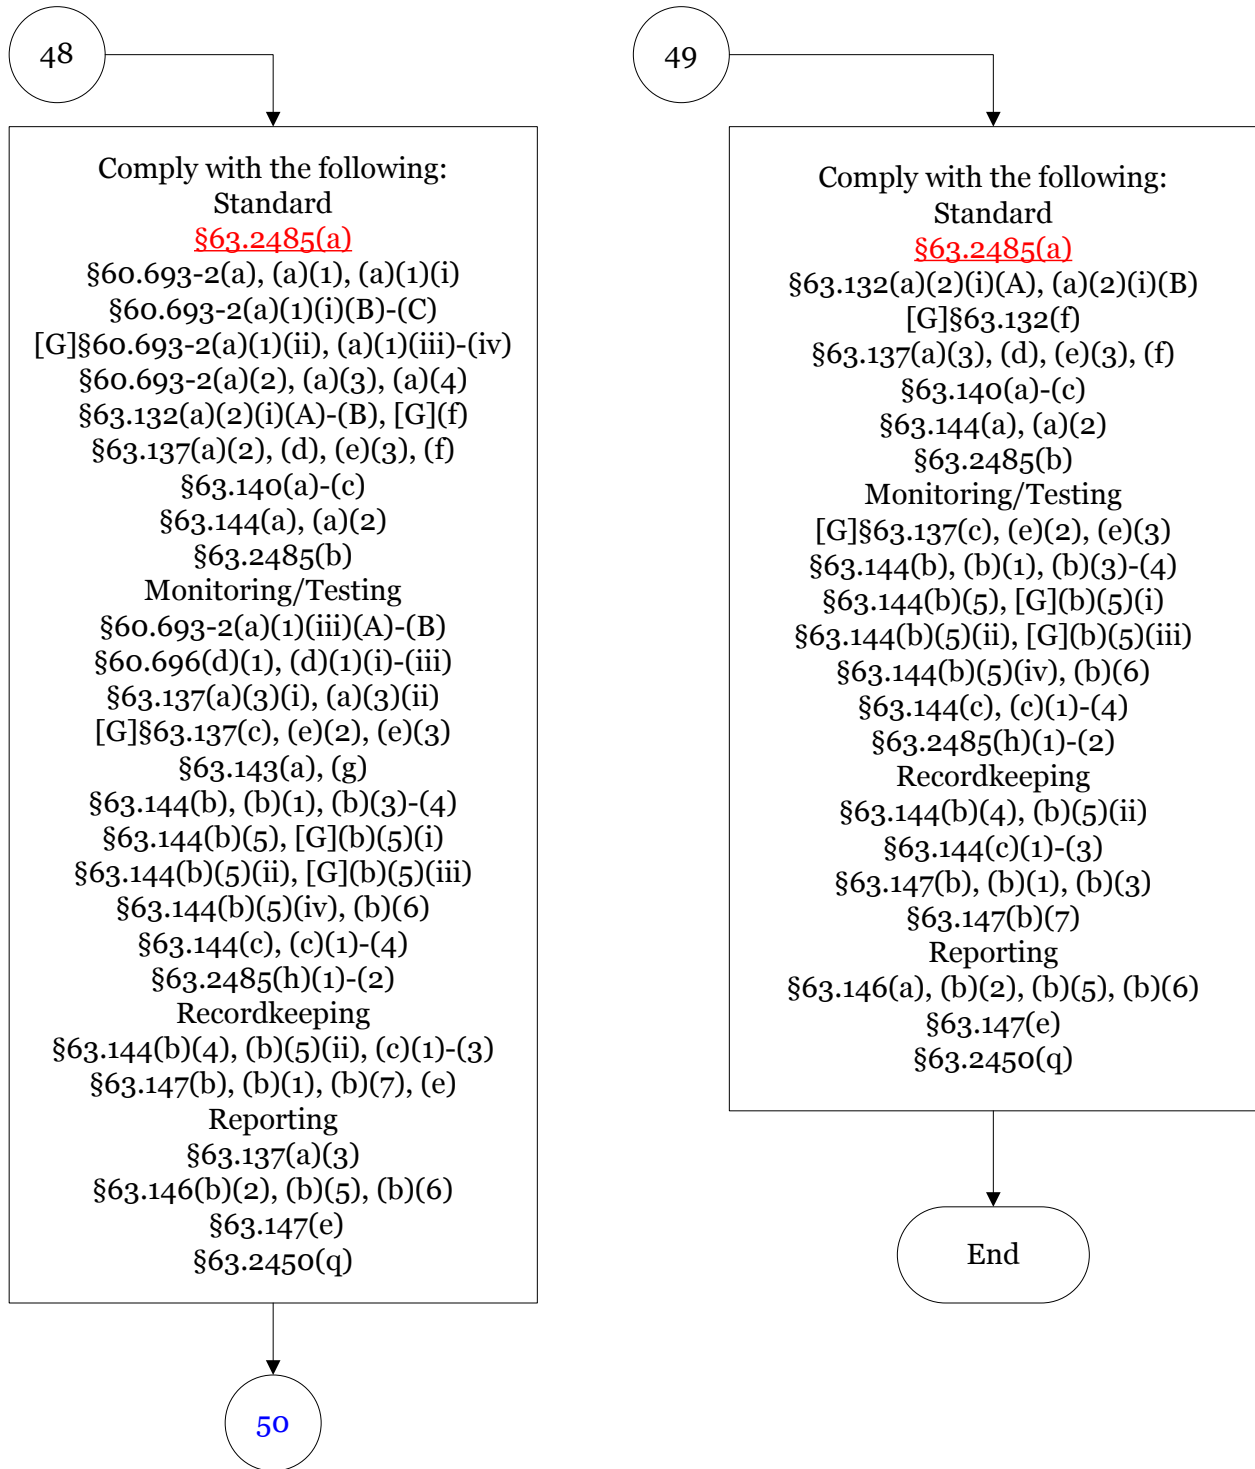 48
Comply with the following:
Standard
§63.2485(a)
§60.693-2(a), (a)(1), (a)(1)(i)
§60.693-2(a)(1)(i)(B)-(C)
[G]§60.693-2(a)(1)(ii), (a)(1)(iii)-(iv)
§60.693-2(a)(2), (a)(3), (a)(4)
§63.132(a)(2)(i)(A)-(B), [G](f)
§63.137(a)(2), (d), (e)(3), (f)
§63.140(a)-(c)
§63.144(a), (a)(2)
§63.2485(b)
Monitoring/Testing
§60.693-2(a)(1)(iii)(A)-(B)
§60.696(d)(1), (d)(1)(i)-(iii)
§63.137(a)(3)(i), (a)(3)(ii)
[G]§63.137(c), (e)(2), (e)(3)
§63.143(a), (g)
§63.144(b), (b)(1), (b)(3)-(4)
§63.144(b)(5), [G](b)(5)(i)
§63.144(b)(5)(ii), [G](b)(5)(iii)
§63.144(b)(5)(iv), (b)(6)
§63.144(c), (c)(1)-(4)
§63.2485(h)(1)-(2)
Recordkeeping
§63.144(b)(4), (b)(5)(ii), (c)(1)-(3)
§63.147(b), (b)(1), (b)(7), (e)
Reporting
§63.137(a)(3)
§63.146(b)(2), (b)(5), (b)(6)
§63.147(e)
§63.2450(q)
50
49
Comply with the following:
Standard
§63.2485(a)
§63.132(a)(2)(i)(A), (a)(2)(i)(B)
[G]§63.132(f)
§63.137(a)(3), (d), (e)(3), (f)
§63.140(a)-(c)
§63.144(a), (a)(2)
§63.2485(b)
Monitoring/Testing
[G]§63.137(c), (e)(2), (e)(3)
§63.144(b), (b)(1), (b)(3)-(4)
§63.144(b)(5), [G](b)(5)(i)
§63.144(b)(5)(ii), [G](b)(5)(iii)
§63.144(b)(5)(iv), (b)(6)
§63.144(c), (c)(1)-(4)
§63.2485(h)(1)-(2)
Recordkeeping
§63.144(b)(4), (b)(5)(ii)
§63.144(c)(1)-(3)
§63.147(b), (b)(1), (b)(3)
§63.147(b)(7)
Reporting
§63.146(a), (b)(2), (b)(5), (b)(6)
§63.147(e)
§63.2450(q)
End